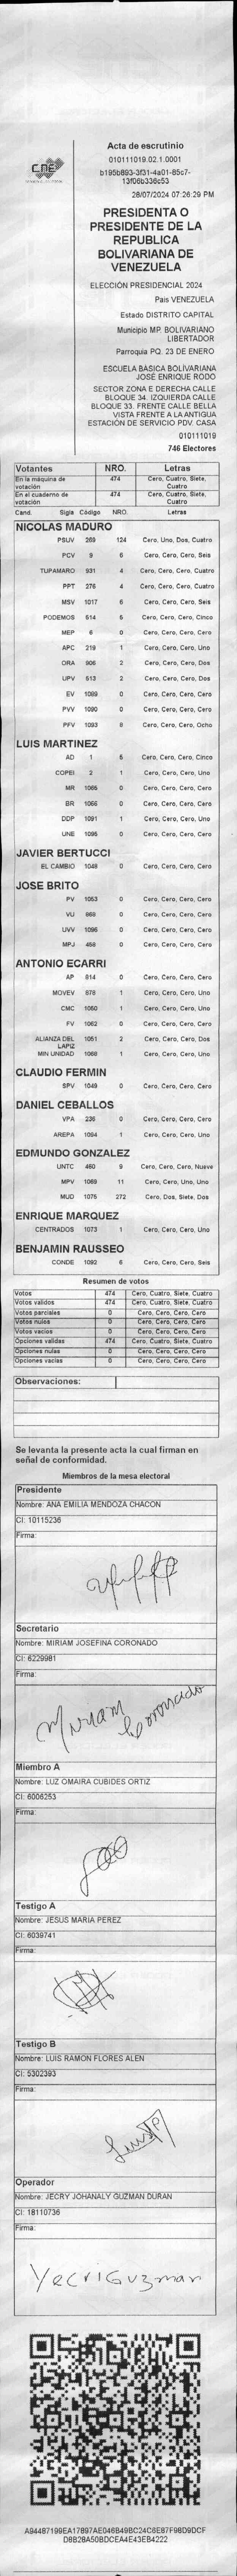 Acta de escrutinio
010111019.02.1.0001
b195b893-3f31-4a01-85c7-
13f06b336c53
28/07/2024 07:26:29 PM
CNE
PRESIDENTA O
PRESIDENTE DE LA
REPUBLICA
BOLIVARIANA DE
VENEZUELA
ELECCIÓN PRESIDENCIAL 2024
Pais VENEZUELA
Estado DISTRITO CAPITAL
Municipio MP. BOLIVARIANO
LIBERTADOR
Parroquia PQ. 23 DE ENERO
ESCUELA BASICA BOLIVARIANA
JOSÉ ENRIQUE RODÓ
SECTOR ZONA E DERECHA CALLE
BLOQUE 34. IZQUIERDA CALLE
BLOQUE 33. FRENTE CALLE BELLA
VISTA FRENTE A LA ANTIGUA
ESTACIÓN DE SERVICIO PDV. CASA
010111019
746 Electores
Votantes NRO. Letras
En la máquina de votación 474 Cero, Cuatro, Siete, Cuatro
En el cuaderno de votación 474 Cero, Cuatro, Siete, Cuatro
Cand. Sigla Código NRO. Letras
NICOLAS MADURO
PSUV 269 124 Cero, Uno, Dos, Cuatro
PCV 9 6 Cero, Cero, Cero, Seis
TUPAMARO 931 4 Cero, Cero, Cero, Cuatro
PPT 276 4 Cero, Cero, Cero, Cuatro
MSV 1017 6 Cero, Cero, Cero, Seis
PODEMOS 514 5 Cero, Cero, Cero, Cinco
MEP 6 0 Cero, Cero, Cero, Cero
APC 219 1 Cero, Cero, Cero, Uno
ORA 906 2 Cero, Cero, Cero, Dos
UPV 513 2 Cero, Cero, Cero, Dos
EV 1089 0 Cero, Cero, Cero, Cero
PVV 1090 0 Cero, Cero, Cero, Cero
PFV 1093 8 Cero, Cero, Cero, Ocho
LUIS MARTINEZ
AD 1 5 Cero, Cero, Cero, Cinco
COPEI 2 1 Cero, Cero, Cero, Uno
MR 1085 0 Cero, Cero, Cero, Cero
BR 1066 0 Cero, Cero, Cero, Cero
DDP 1091 1 Cero, Cero, Cero, Uno
UNE 1095 0 Cero, Cero, Cero, Cero
JAVIER BERTUCCI
EL CAMBIO 1048 0 Cero, Cero, Cero, Cero
JOSE BRITO
PV 1053 0 Cero, Cero, Cero, Cero
VU 868 0 Cero, Cero, Cero, Cero
UVV 1096 0 Cero, Cero, Cero, Cero
MPJ 458 0 Cero, Cero, Cero, Cero
ANTONIO ECARRI
AP 814 0 Cero, Cero, Cero, Cero
MOVEV 878 1 Cero, Cero, Cero, Uno
CMC 1050 1 Cero, Cero, Cero, Uno
FV 1062 0 Cero, Cero, Cero, Cero
ALIANZA DEL LAPIZ 1051 2 Cero, Cero, Cero, Dos
MIN UNIDAD 1068 1 Cero, Cero, Cero, Uno
CLAUDIO FERMIN
SPV 1049 0 Cero, Cero, Cero, Cero
DANIEL CEBALLOS
VPA 236 0 Cero, Cero, Cero, Cero
AREPA 1094 1 Cero, Cero, Cero, Uno
EDMUNDO GONZALEZ
UNTC 460 9 Cero, Cero, Cero, Nueve
MPV 1069 11 Cero, Cero, Uno, Uno
MUD 1076 272 Cero, Dos, Siete, Dos
ENRIQUE MARQUEZ
CENTRADOS 1073 1 Cero, Cero, Cero, Uno
BENJAMIN RAUSSEO
CONDE 1092 6 Cero, Cero, Cero, Seis
Resumen de votos
Votos 474 Cero, Cuatro, Siete, Cuatro
Votos validos 474 Cero, Cuatro, Siete, Cuatro
Votos parciales 0 Cero, Cero, Cero, Cero
Votos nulos 0 Cero, Cero, Cero, Cero
Votos vacios 0 Cero, Cero, Cero, Cero
Opciones validas 474 Cero, Cuatro, Siete, Cuatro
Opciones nulas 0 Cero, Cero, Cero, Cero
Opciones vacias 0 Cero, Cero, Cero, Cero
Observaciones:
Se levanta la presente acta la cual firman en
señal de conformidad.
Miembros de la mesa electoral
Presidente
Nombre: ANA EMILIA MENDOZA CHACON
CI: 10115236
Firma:
Secretario
Nombre: MIRIAM JOSEFINA CORONADO
CI: 6229981
Firma:
Miriam Coronado
Miembro A
Nombre: LUZ OMAIRA CUBIDES ORTIZ
CI: 6006253
Firma:
Testigo A
Nombre: JESUS MARIA PEREZ
CI: 6039741
Firma:
Testigo B
Nombre: LUIS RAMON FLORES ALEN
CI: 5302393
Firma:
Operador
Nombre: JECRY JOHANALY GUZMAN DURAN
CI: 18110736
Firma:
YecriGuzman
A94487199EA17897AE046B49BC24C8E87F98D9DCF
D8B28A50BDCEA4E43EB4222